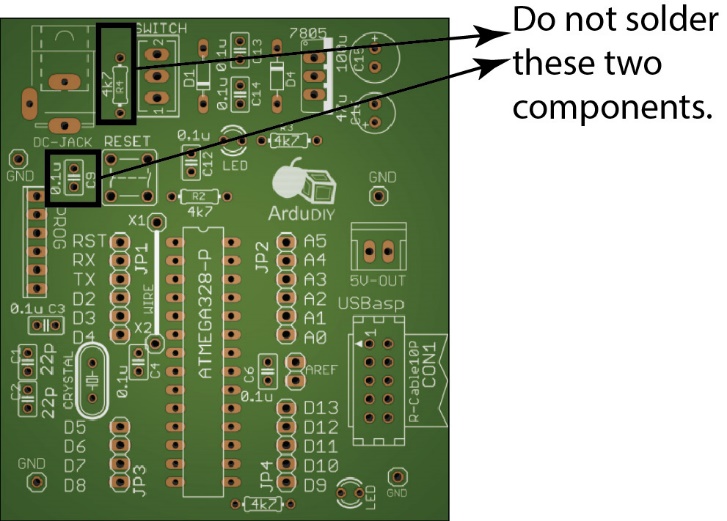 Do not solder
these two
components.
SWITCH
2
1
4k7
R4
D1
0.1u
C13
C14
0.1u
D4
7805
100u
C15
47u
DC-JACK
RESET
0.1u
C12
LED
R3
4k7
GND
0.1u
C9
R2
4k7
ArduDIY
GND
PROG
X1
RST
RX
TX
D2
D3
D4
JP1
WIRE
X2
ATMEGA328-P
JP2
A5
A4
A3
A2
A1
A0
5V-OUT
USBasp
1
R-Cable10P
CON1
0.1u C3
C1
22p
C2
22p
CRYSTAL
0.1u
C4
C6
0.1u
AREF
D5
D6
D7
D8
JP3
D13
D12
D11
D10
D9
JP4
GND
4k7
LED
GND